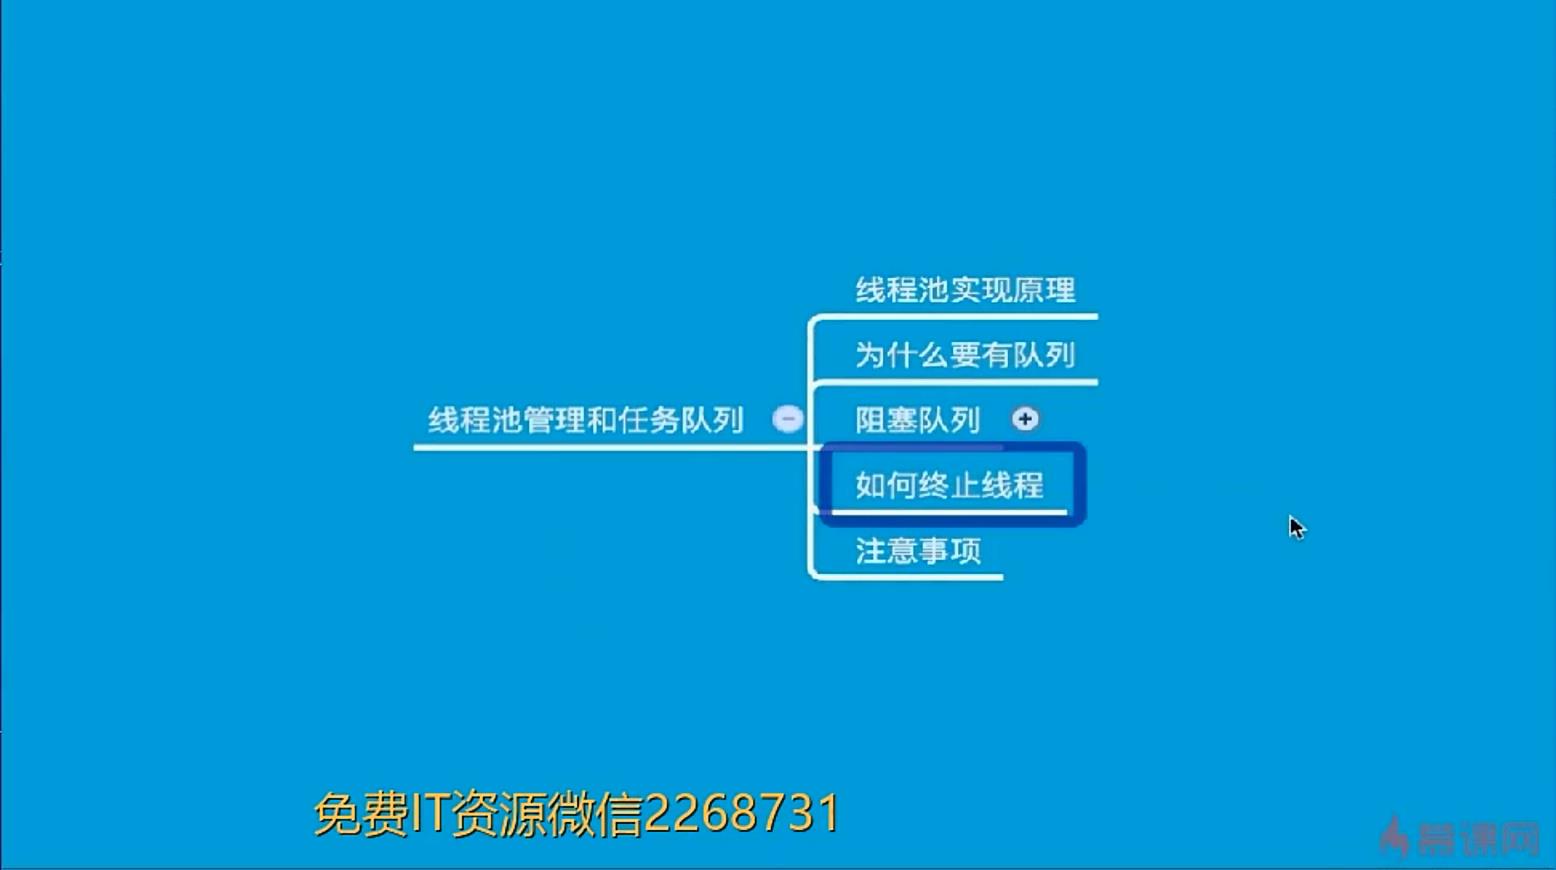 线程池实现原理
为什么要有队列
线程池管理和任务队列
阻塞队列
如何终止线程
注意事项
免费IT资源微信2268731
慕课网